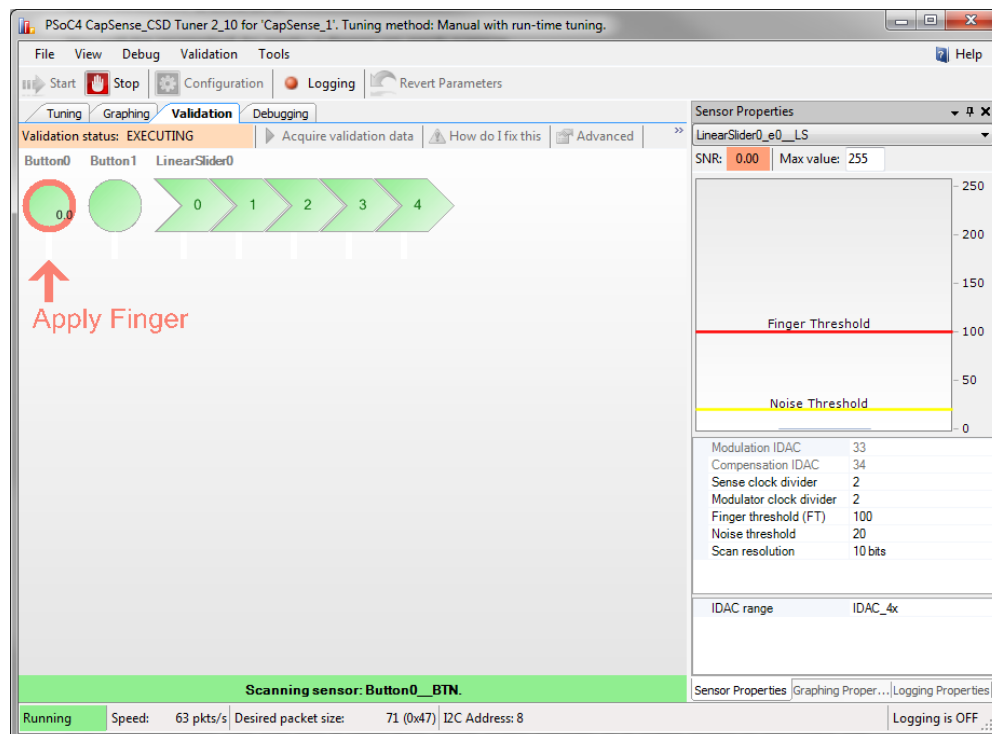 PSoC4 CapSense_CSD Tuner 2_10 for 'CapSense_1'. Tuning method: Manual with run-time tuning.
File View Debug Validation Tools Help
Start Stop Configuration Logging Revert Parameters
Tuning Graphing Validation Debugging
Validation status: EXECUTING Acquire validation data How do I fix this Advanced »
Button0 Button1 LinearSlider0
0.0 0 1 2 3 4
Apply Finger
Scanning sensor: Button0__BTN.
Sensor Properties
LinearSlider0_e0__LS
SNR: 0.00 Max value: 255
250
200
150
Finger Threshold
100
50
Noise Threshold
0
Modulation IDAC 33
Compensation IDAC 34
Sense clock divider 2
Modulator clock divider 2
Finger threshold (FT) 100
Noise threshold 20
Scan resolution 10 bits
IDAC range IDAC_4x
Sensor Properties Graphing Proper... Logging Properties
Running Speed: 63 pkts/s Desired packet size: 71 (0x47) I2C Address: 8 Logging is OFF